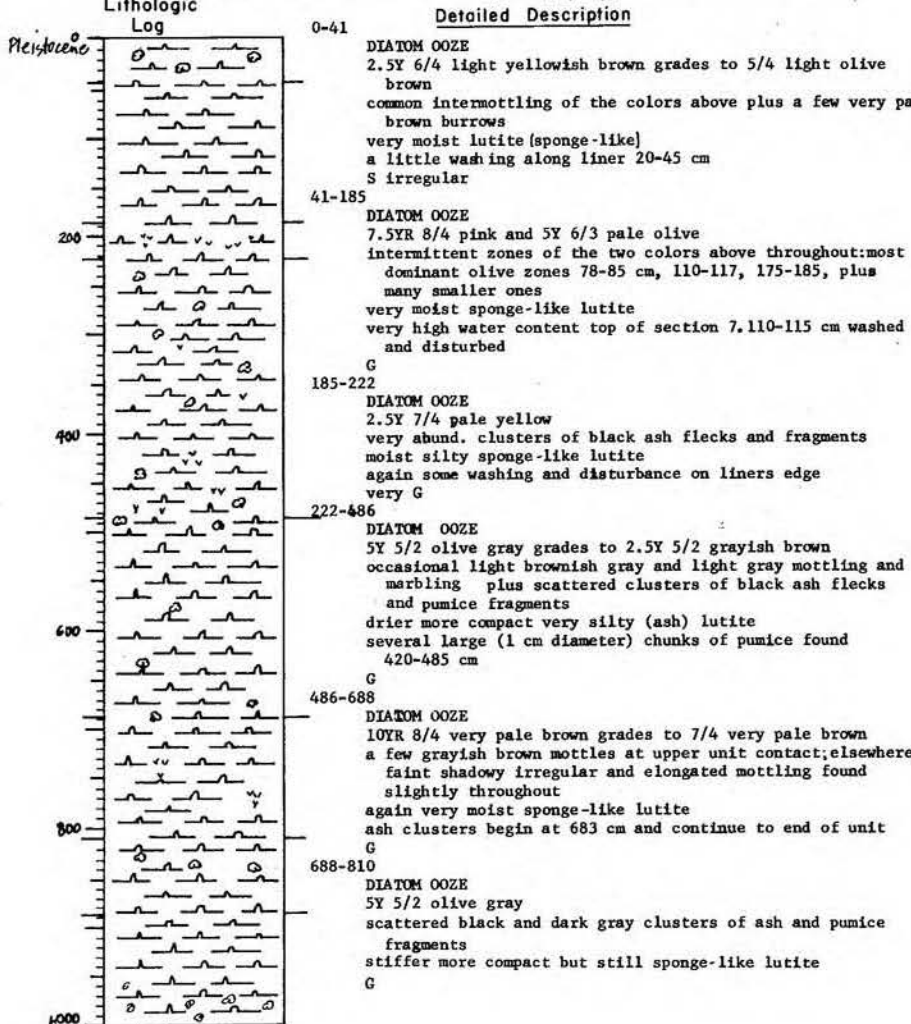 Lithologic
Log
Detailed Description
Pleistocene
0
200
400
600
800
1000
0-41
DIATOM OOZE
2.5Y 6/4 light yellowish brown grades to 5/4 light olive
brown
common intermottling of the colors above plus a few very pa
brown burrows
very moist lutite (sponge-like)
a little washing along liner 20-45 cm
S irregular
41-185
DIATOM OOZE
7.5YR 8/4 pink and 5Y 6/3 pale olive
intermittent zones of the two colors above throughout:most
dominant olive zones 78-85 cm, 110-117, 175-185, plus
many smaller ones
very moist sponge-like lutite
very high water content top of section 7.110-115 cm washed
and disturbed
G
185-222
DIATOM OOZE
2.5Y 7/4 pale yellow
very abund. clusters of black ash flecks and fragments
moist silty sponge-like lutite
again some washing and disturbance on liners edge
very G
222-486
DIATOM OOZE
5Y 5/2 olive gray grades to 2.5Y 5/2 grayish brown
occasional light brownish gray and light gray mottling and
marbling plus scattered clusters of black ash flecks
and pumice fragments
drier more compact very silty (ash) lutite
several large (1 cm diameter) chunks of pumice found
420-485 cm
G
486-688
DIATOM OOZE
10YR 8/4 very pale brown grades to 7/4 very pale brown
a few grayish brown mottles at upper unit contact;elsewhere
faint shadowy irregular and elongated mottling found
slightly throughout
again very moist sponge-like lutite
ash clusters begin at 683 cm and continue to end of unit
G
688-810
DIATOM OOZE
5Y 5/2 olive gray
scattered black and dark gray clusters of ash and pumice
fragments
stiffer more compact but still sponge-like lutite
G